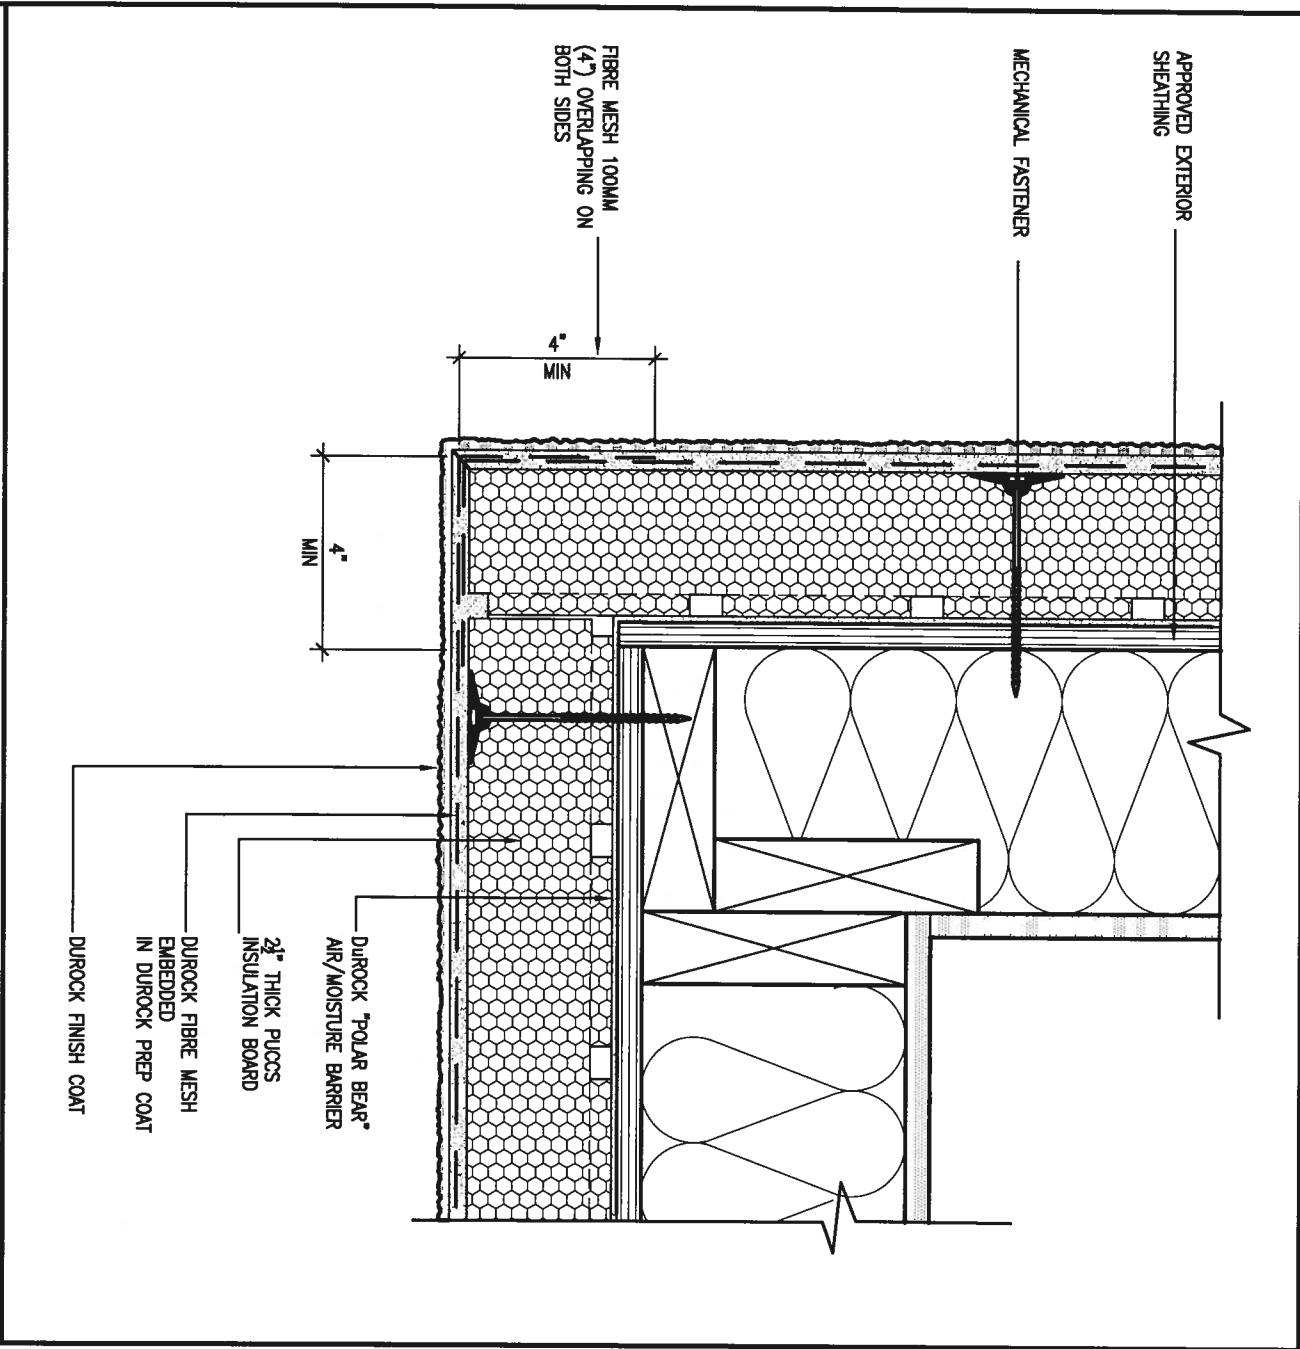 APPROVED EXTERIOR
SHEATHING
MECHANICAL FASTENER
FIBRE MESH 100MM
(4") OVERLAPPING ON
BOTH SIDES
4"
MIN
4"
MIN
DuROCK "POLAR BEAR"
AIR/MOISTURE BARRIER
2½" THICK PUCCS
INSULATION BOARD
DUROCK FIBRE MESH
EMBEDDED
IN DUROCK PREP COAT
DUROCK FINISH COAT